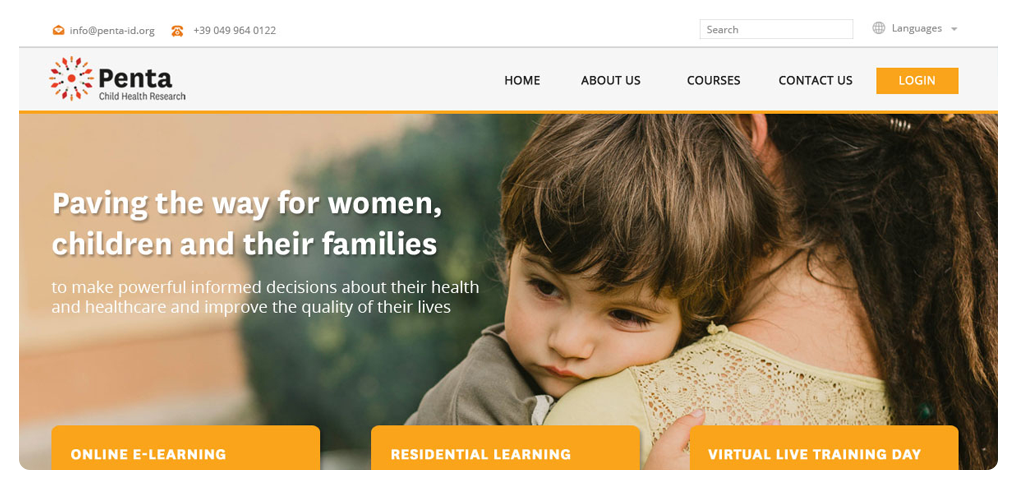 info@penta-id.org +39 049 964 0122 Search Languages
Penta
Child Health Research
HOME ABOUT US COURSES CONTACT US LOGIN
Paving the way for women,
children and their families
to make powerful informed decisions about their health
and healthcare and improve the quality of their lives
ONLINE E-LEARNING RESIDENTIAL LEARNING VIRTUAL LIVE TRAINING DAY